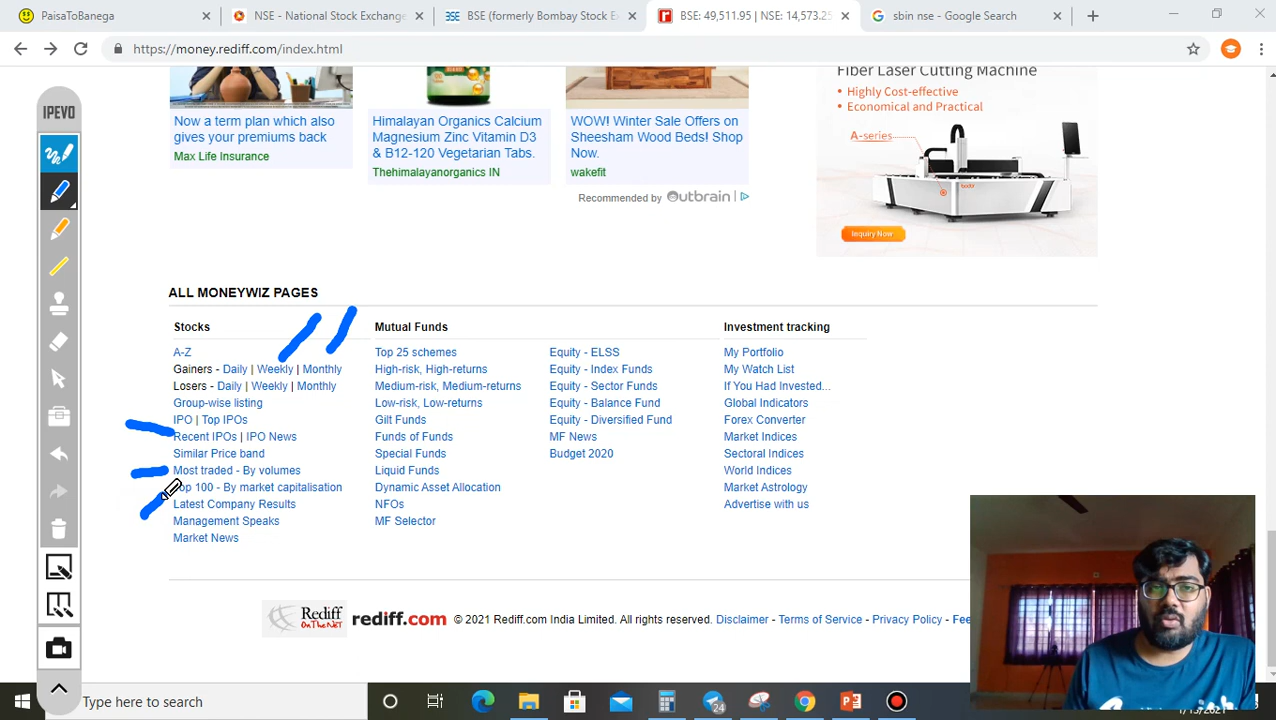 PaisaToBanega
NSE - National Stock Exchange
BSE (formerly Bombay Stock Ex
BSE: 49,511.95 | NSE: 14,573.25
sbin nse - Google Search
https://money.rediff.com/index.html
IPEVO
Now a term plan which also
gives your premiums back
Max Life Insurance
Himalayan Organics Calcium
Magnesium Zinc Vitamin D3
& B12-120 Vegetarian Tabs.
Thehimalayanorganics IN
WOW! Winter Sale Offers on
Sheesham Wood Beds! Shop
Now.
wakefit
Recommended by Outbrain
Fiber Laser Cutting Machine
• Highly Cost-effective
• Economical and Practical
A-series
Inquiry Now
ALL MONEYWIZ PAGES
Stocks
A-Z
Gainers - Daily | Weekly | Monthly
Losers - Daily | Weekly | Monthly
Group-wise listing
IPO | Top IPOs
Recent IPOs | IPO News
Similar Price band
Most traded - By volumes
Top 100 - By market capitalisation
Latest Company Results
Management Speaks
Market News
Mutual Funds
Top 25 schemes
High-risk, High-returns
Medium-risk, Medium-returns
Low-risk, Low-returns
Gilt Funds
Funds of Funds
Special Funds
Liquid Funds
Dynamic Asset Allocation
NFOs
MF Selector
Equity - ELSS
Equity - Index Funds
Equity - Sector Funds
Equity - Balance Fund
Equity - Diversified Fund
MF News
Budget 2020
Investment tracking
My Portfolio
My Watch List
If You Had Invested...
Global Indicators
Forex Converter
Market Indices
Sectoral Indices
World Indices
Market Astrology
Advertise with us
Rediff
On The NET
rediff.com © 2021 Rediff.com India Limited. All rights reserved. Disclaimer - Terms of Service - Privacy Policy - Fee
Type here to search
24